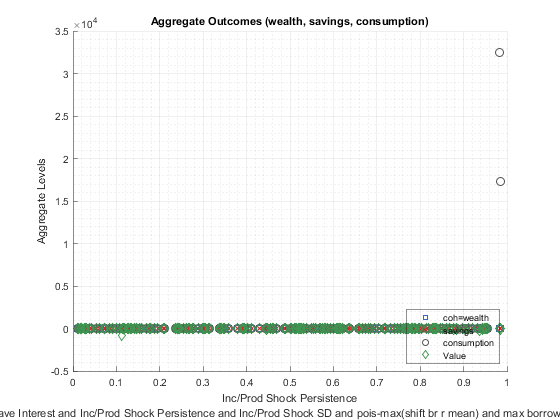 Aggregate Outcomes (wealth, savings, consumption)
×10⁴
3.5
3
2.5
2
1.5
1
0.5
0
-0.5
Aggregate Levels
coh=wealth
savings
consumption
Value
0 0.1 0.2 0.3 0.4 0.5 0.6 0.7 0.8 0.9 1
Inc/Prod Shock Persistence
ave Interest and Inc/Prod Shock Persistence and Inc/Prod Shock SD and pois-max(shift br r mean) and max borrow